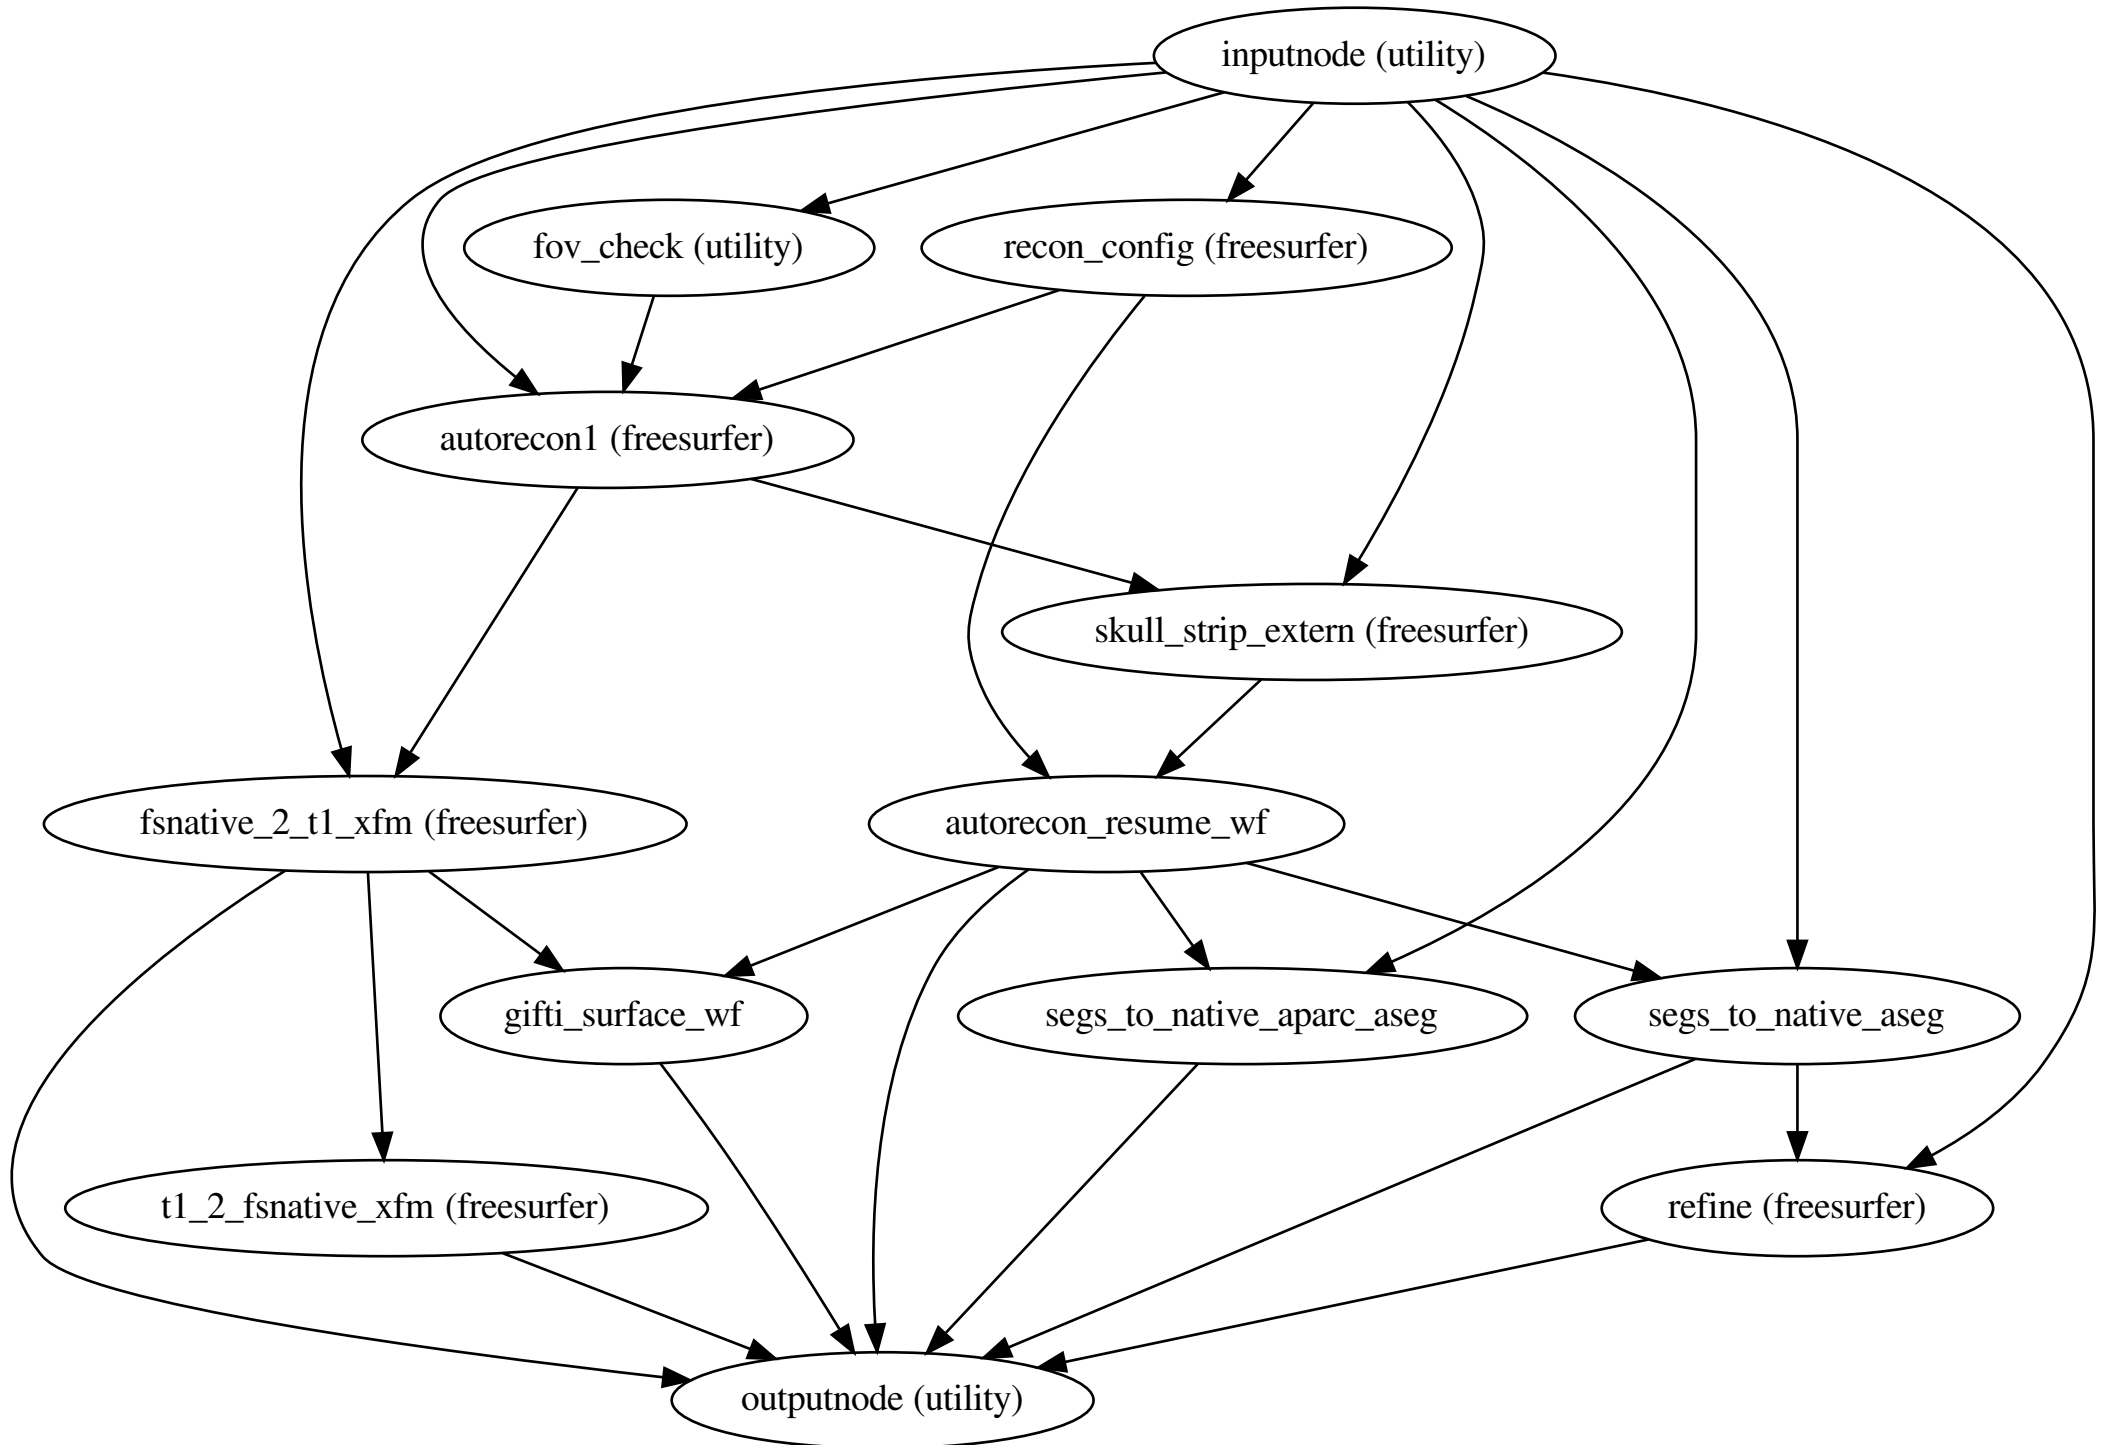 inputnode (utility)
fov_check (utility)
recon_config (freesurfer)
autorecon1 (freesurfer)
skull_strip_extern (freesurfer)
fsnative_2_t1_xfm (freesurfer)
autorecon_resume_wf
gifti_surface_wf
segs_to_native_aparc_aseg
segs_to_native_aseg
t1_2_fsnative_xfm (freesurfer)
refine (freesurfer)
outputnode (utility)